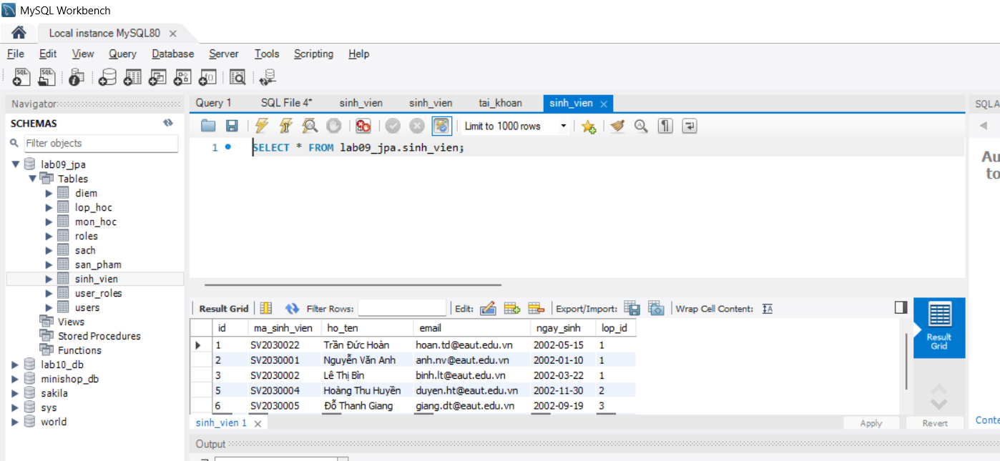 MySQL Workbench
Local instance MySQL80
File Edit View Query Database Server Tools Scripting Help
Navigator
SCHEMAS
Filter objects
lab09_jpa
Tables
diem
lop_hoc
mon_hoc
roles
sach
san_pham
sinh_vien
user_roles
users
Views
Stored Procedures
Functions
lab10_db
minishop_db
sakila
sys
world
Query 1 SQL File 4* sinh_vien sinh_vien tai_khoan sinh_vien
Limit to 1000 rows
1 SELECT * FROM lab09_jpa.sinh_vien;
Result Grid Filter Rows: Edit: Export/Import: Wrap Cell Content: IA
id ma_sinh_vien ho_ten email ngay_sinh lop_id
1 SV2030022 Trần Đức Hoàn hoan.td@eaut.edu.vn 2002-05-15 1
2 SV2030001 Nguyễn Văn Anh anh.nv@eaut.edu.vn 2002-01-10 1
3 SV2030002 Lê Thị Bìn binh.lt@eaut.edu.vn 2002-03-22 1
5 SV2030004 Hoàng Thu Huyền duyen.ht@eaut.edu.vn 2002-11-30 2
6 SV2030005 Đỗ Thanh Giang giang.dt@eaut.edu.vn 2002-09-19 3
Result
Grid
sinh_vien 1
Apply Revert
Output
SQLA
Au
to
Conte